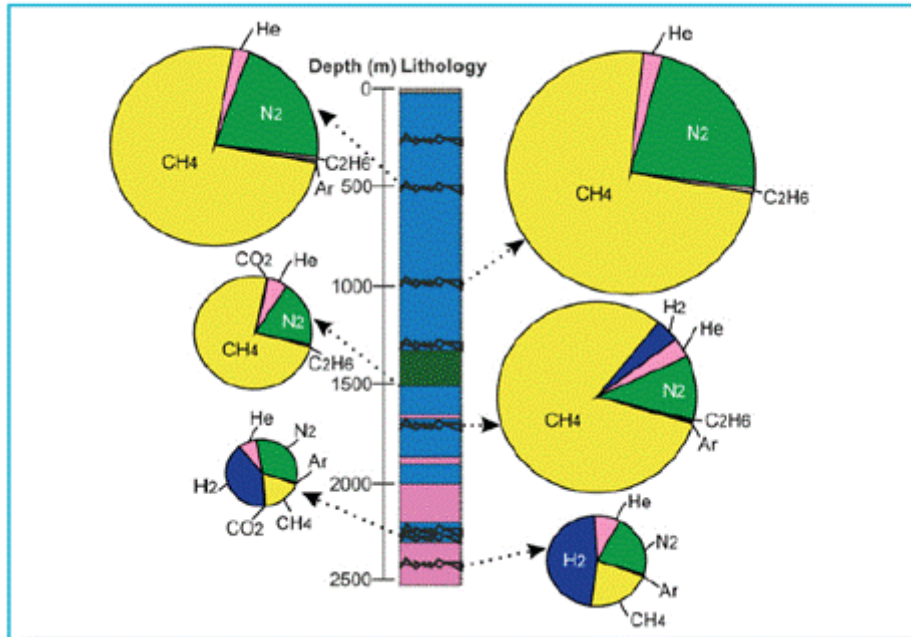 Depth (m) Lithology
0
500
1000
1500
2000
2500
He
N2
CH4
C2H6
Ar
He
N2
CH4
C2H6
CO2
He
N2
CH4
C2H6
H2
He
N2
CH4
C2H6
Ar
He
N2
Ar
H2
CO2
CH4
He
H2
N2
Ar
CH4